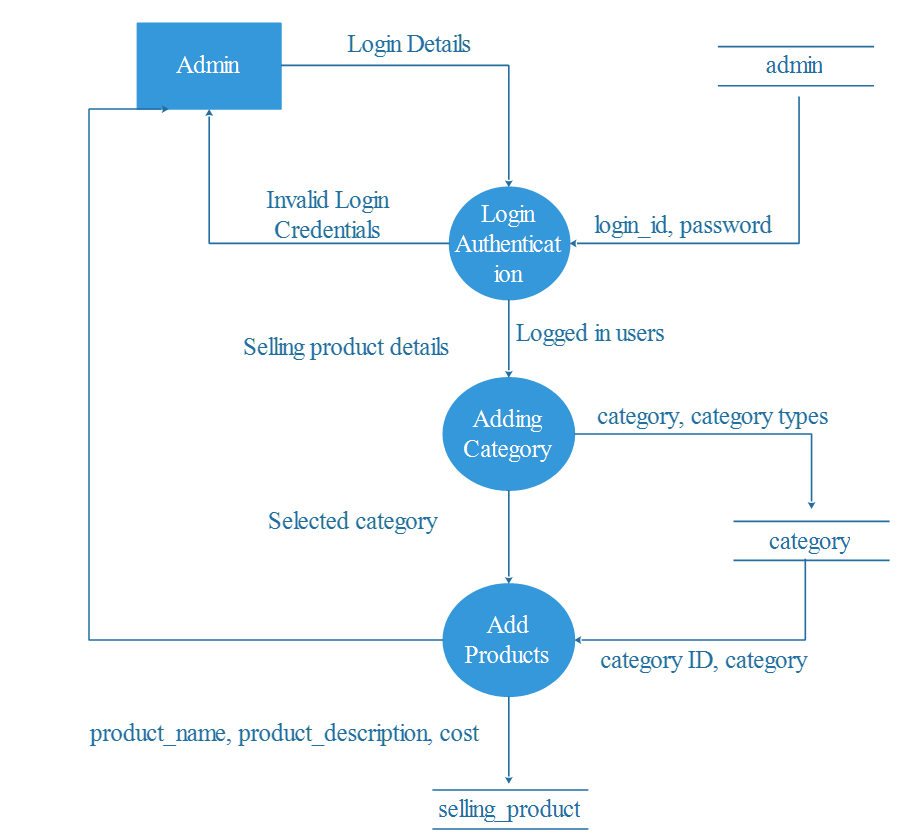 Login Details
Admin
admin
Invalid Login
Credentials
Login
Authenticat
ion
login_id, password
Logged in users
Selling product details
Adding
Category
category, category types
Selected category
category
Add
Products
category ID, category
product_name, product_description, cost
selling_product